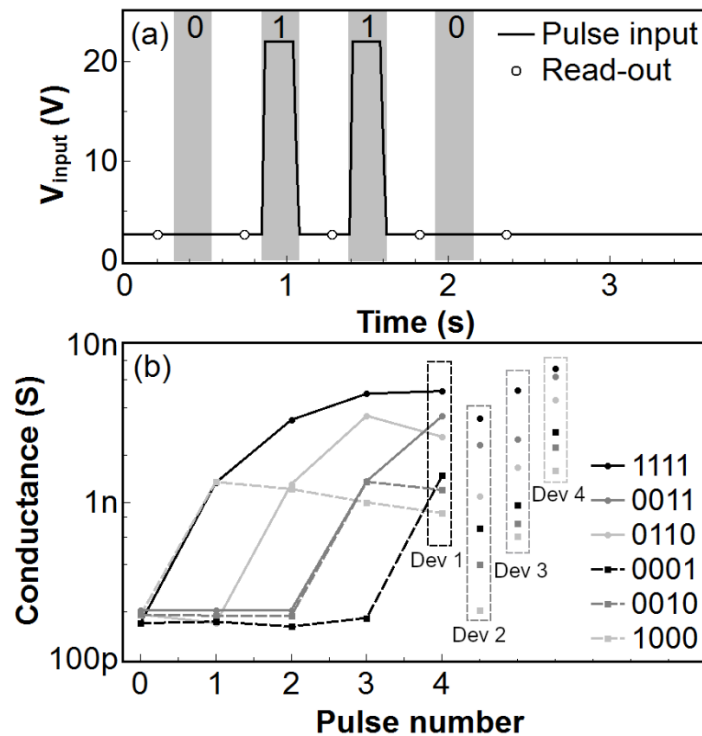 (a)
0 1 1 0
Pulse input
Read-out
20
10
0
V_input (V)
0 1 2 3
Time (s)
(b)
10n
1n
100p
Conductance (S)
Dev 1
Dev 2
Dev 3
Dev 4
1111
0011
0110
0001
0010
1000
0 1 2 3 4
Pulse number